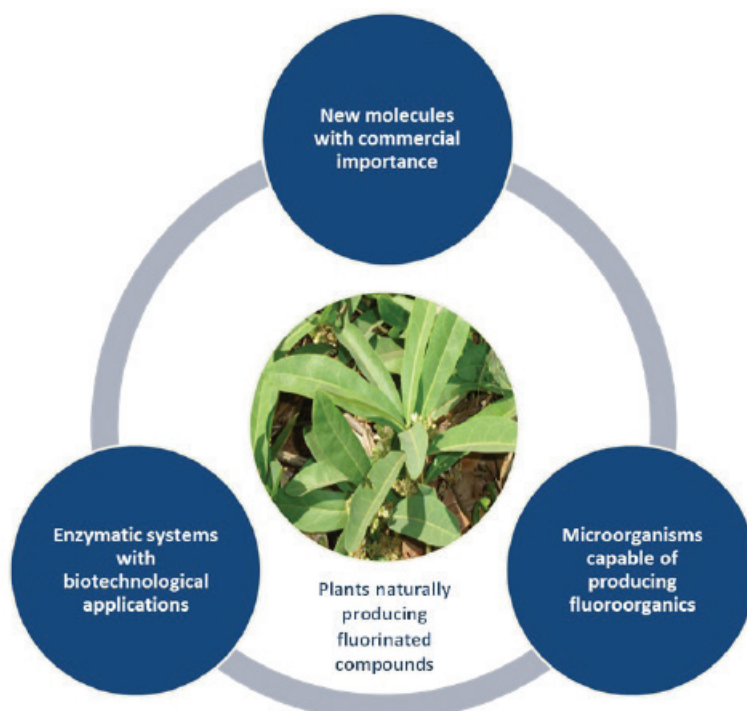 New molecules
with commercial
importance
Enzymatic systems
with
biotechnological
applications
Microorganisms
capable of
producing
fluoroorganics
Plants naturally
producing
fluorinated
compounds